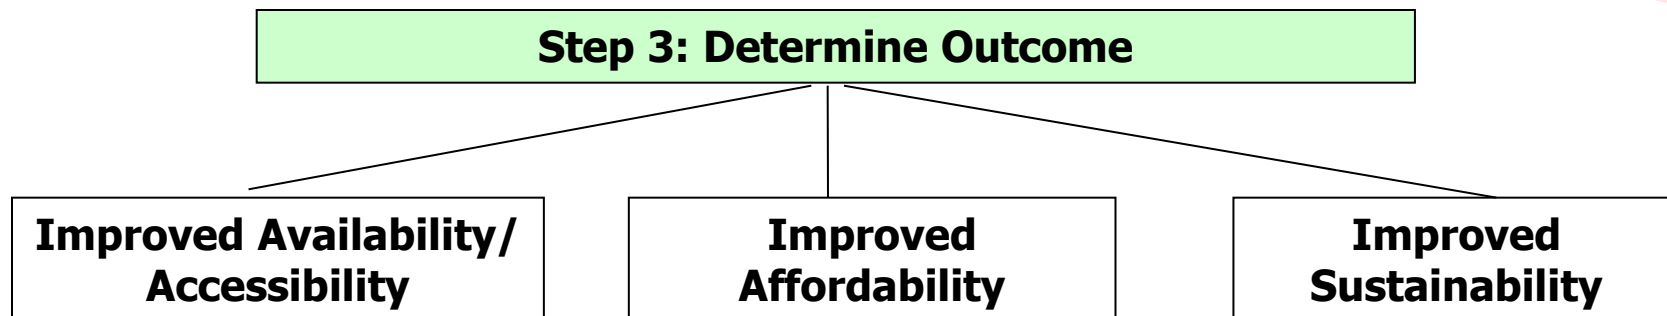 Step 3: Determine Outcome
Improved Availability/
Accessibility
Improved
Affordability
Improved
Sustainability